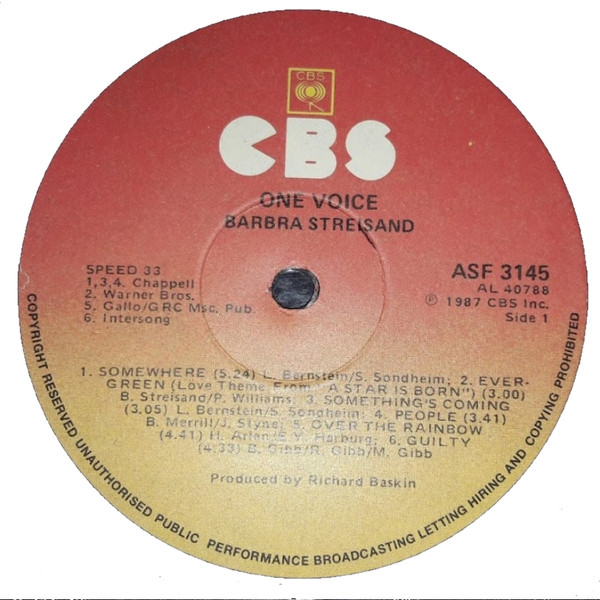 CBS
CBS
ONE VOICE
BARBRA STREISAND
SPEED 33
1,3,4. Chappell
2. Warner Bros.
5. Gallo/GRC Msc. Pub.
6. Intersong
ASF 3145
AL 40788
℗ 1987 CBS Inc.
Side 1
1. SOMEWHERE (5.24) L. Bernstein/S. Sondheim; 2. EVER-
GREEN (Love Theme From "A STAR IS BORN") (3.00)
B. Streisand/P. Williams; 3. SOMETHING'S COMING
(3.05) L. Bernstein/S. Sondheim; 4. PEOPLE (3.41)
B. Merrill/J. Styne; 5. OVER THE RAINBOW
(4.41) H. Arlen/E.Y. Harburg; 6. GUILTY
(4.33) B. Gibb/R. Gibb/M. Gibb
Produced by Richard Baskin
COPYRIGHT RESERVED UNAUTHORISED PUBLIC PERFORMANCE BROADCASTING LETTING HIRING AND COPYING PROHIBITED